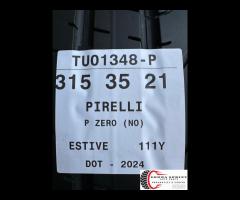 TU01348-P
315 35 21
PIRELLI
P ZERO (NO)
ESTIVE 111Y
DOT - 2024